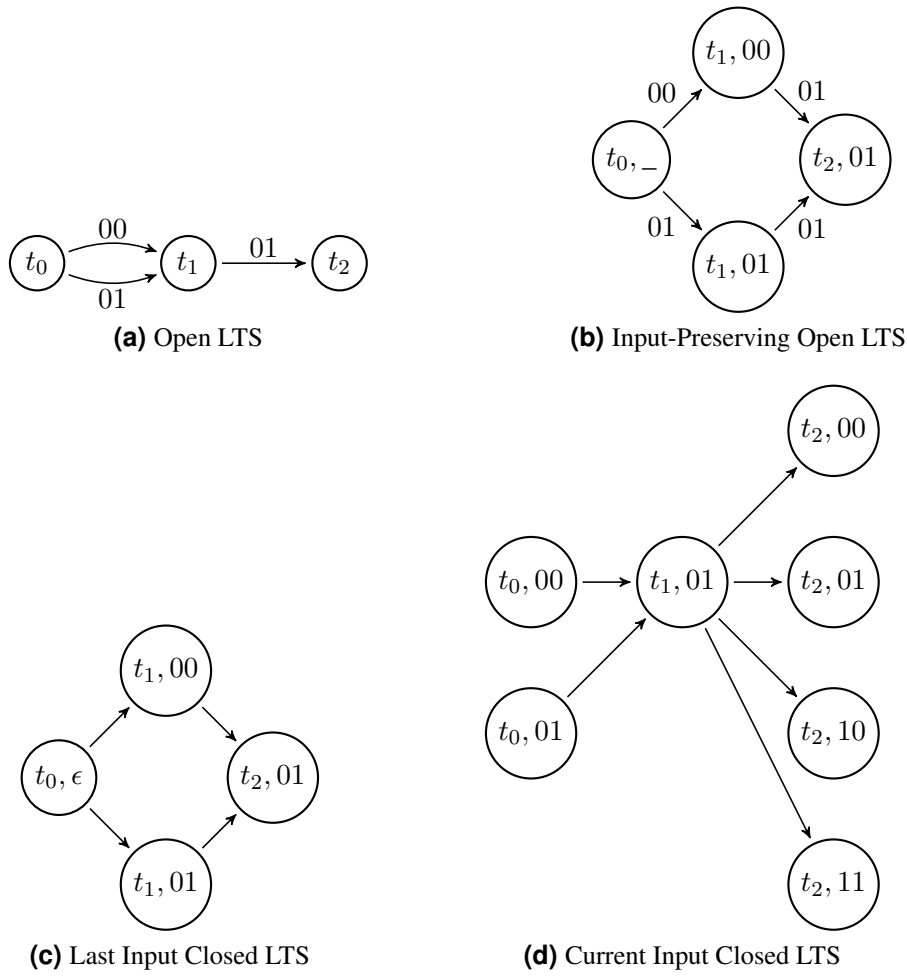 00
t₀
t₁
01
t₂
01
(a) Open LTS
t₁, 00
00
01
t₀, _
t₂, 01
01
01
t₁, 01
(b) Input-Preserving Open LTS
t₁, 00
t₀, ϵ
t₂, 01
t₁, 01
(c) Last Input Closed LTS
t₂, 00
t₀, 00
t₁, 01
t₂, 01
t₀, 01
t₂, 10
t₂, 11
(d) Current Input Closed LTS